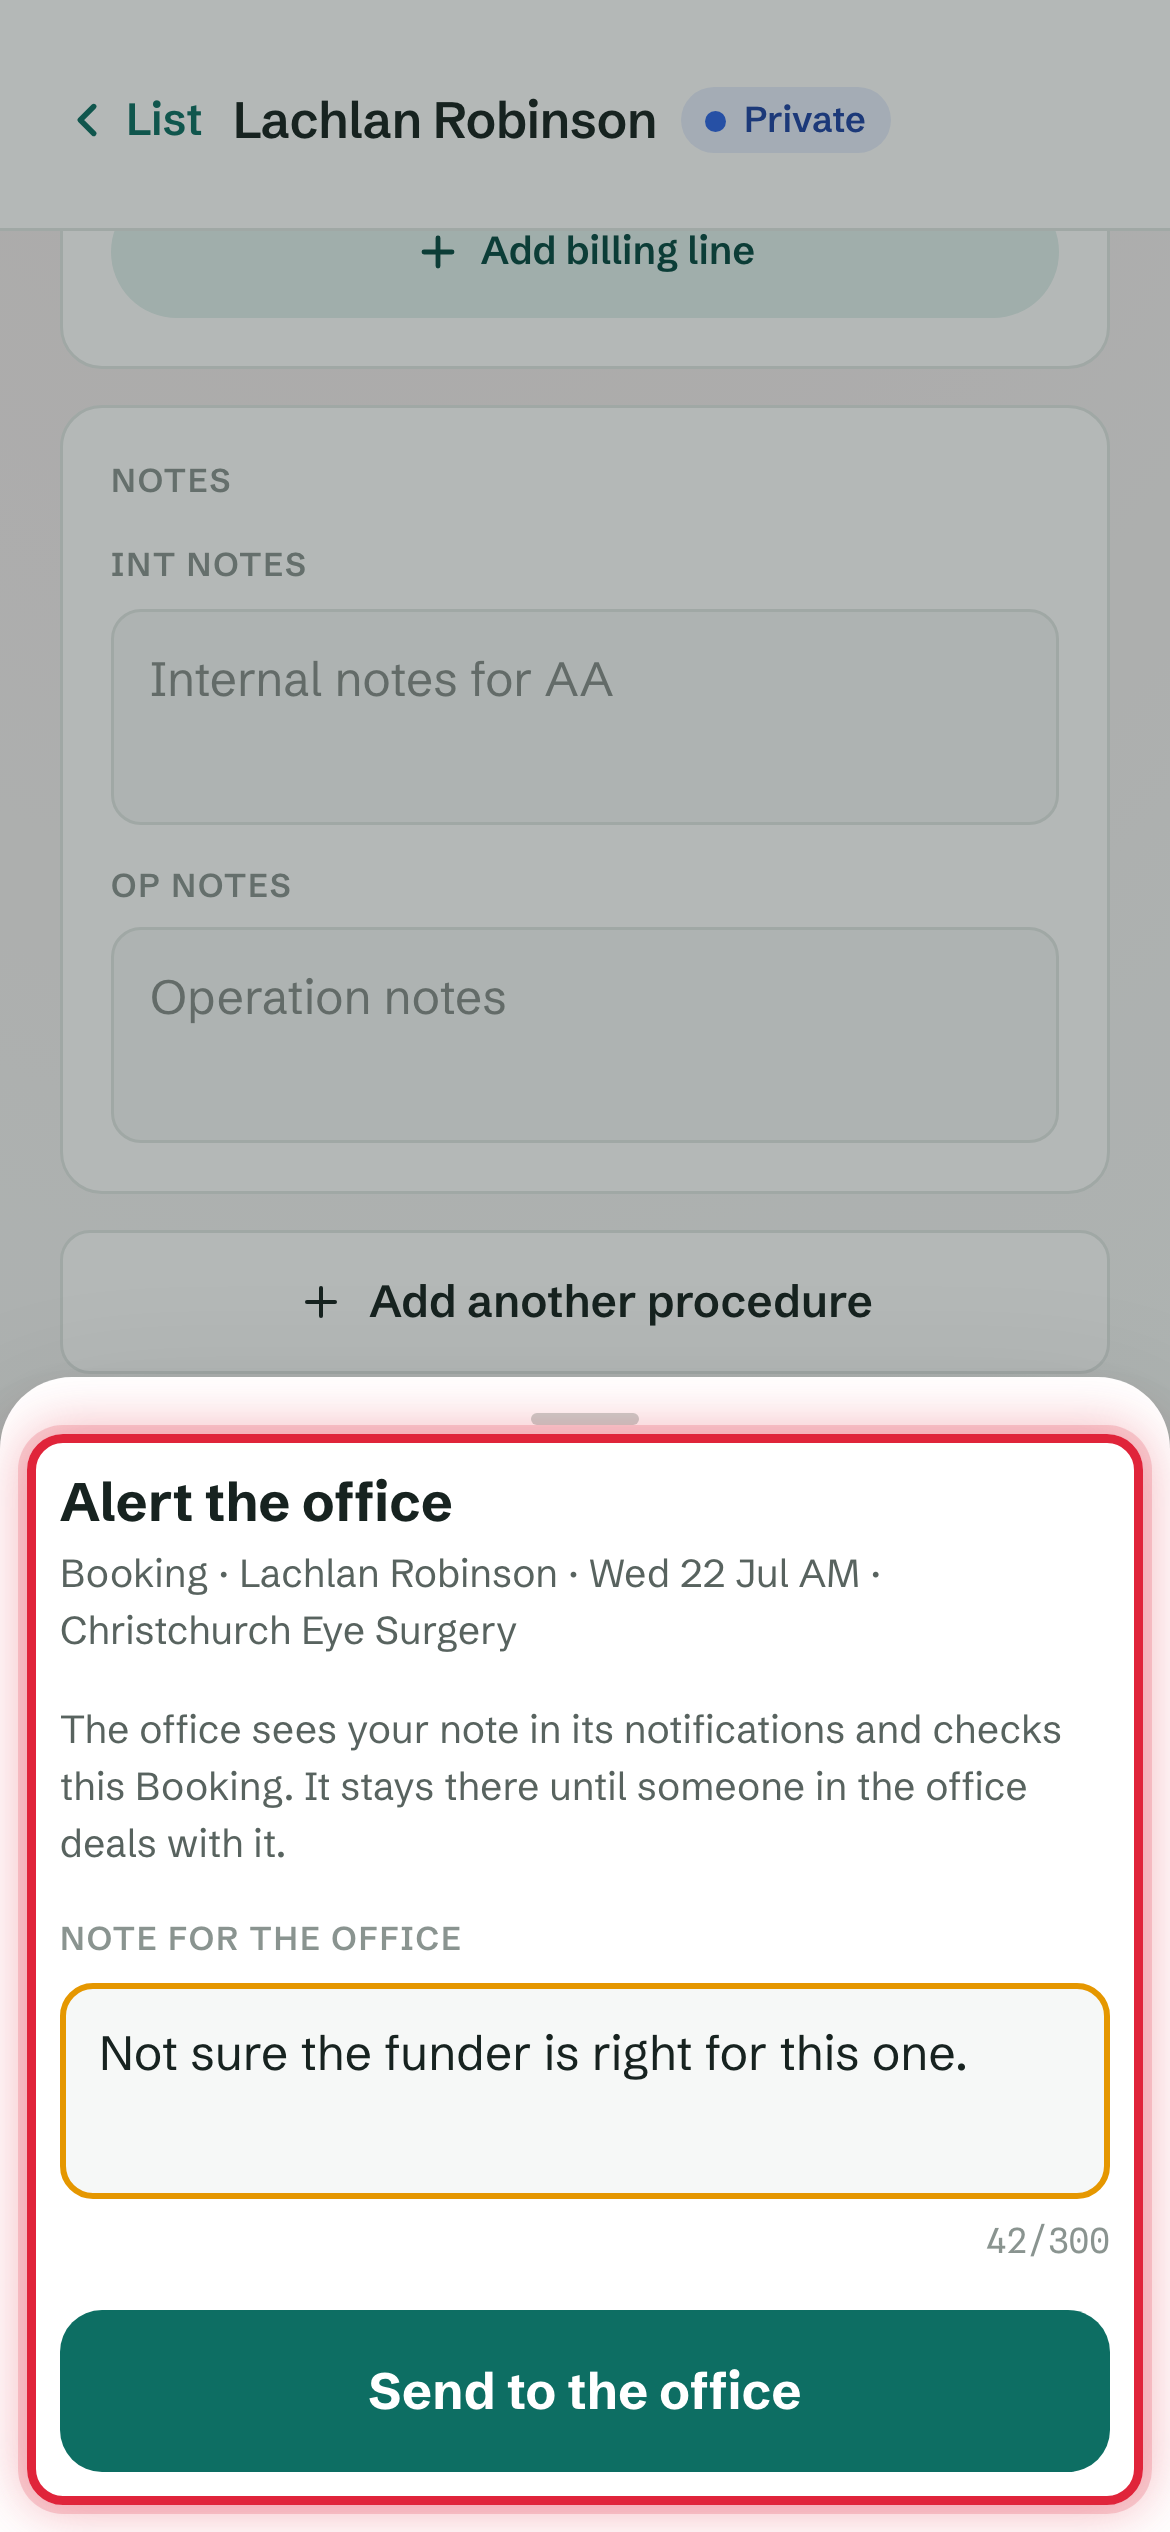 List Lachlan Robinson Private
+ Add billing line
NOTES
INT NOTES
Internal notes for AA
OP NOTES
Operation notes
+ Add another procedure
Alert the office
Booking · Lachlan Robinson · Wed 22 Jul AM ·
Christchurch Eye Surgery
The office sees your note in its notifications and checks
this Booking. It stays there until someone in the office
deals with it.
NOTE FOR THE OFFICE
Not sure the funder is right for this one.
42/300
Send to the office